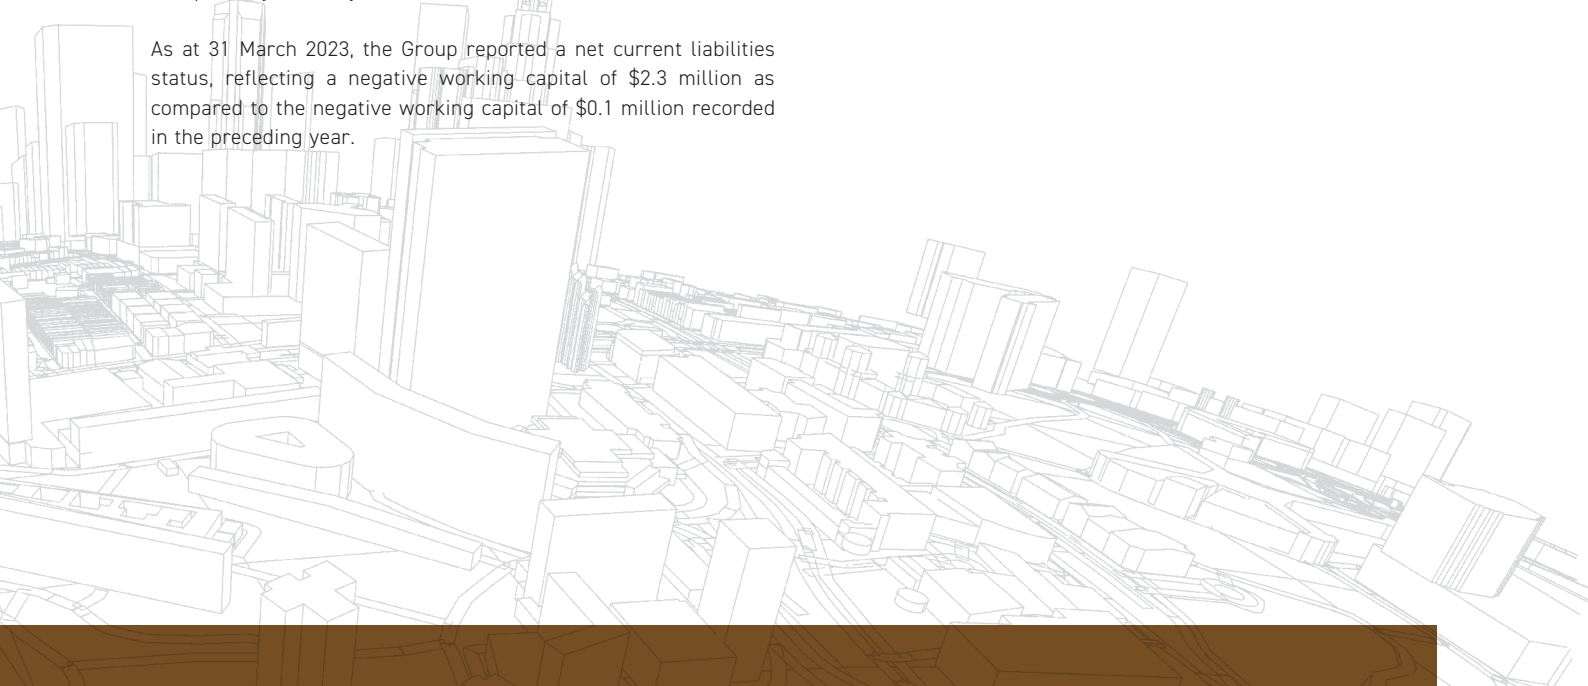 As at 31 March 2023, the Group reported a net current liabilities
status, reflecting a negative working capital of $2.3 million as
compared to the negative working capital of $0.1 million recorded
in the preceding year.